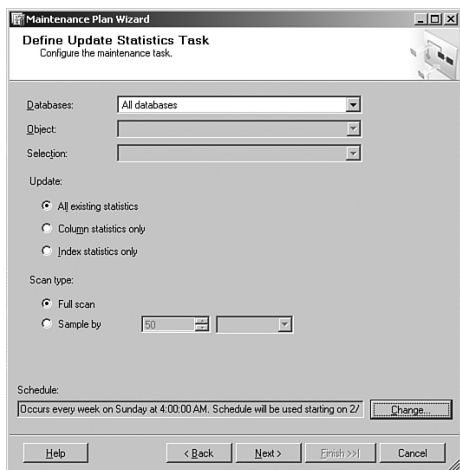 Maintenance Plan Wizard
Define Update Statistics Task
Configure the maintenance task.
Databases: All databases
Object:
Selection:
Update:
All existing statistics
Column statistics only
Index statistics only
Scan type:
Full scan
Sample by 50
Schedule:
Occurs every week on Sunday at 4:00:00 AM. Schedule will be used starting on 2/ Change...
Help < Back Next > Finish >>| Cancel